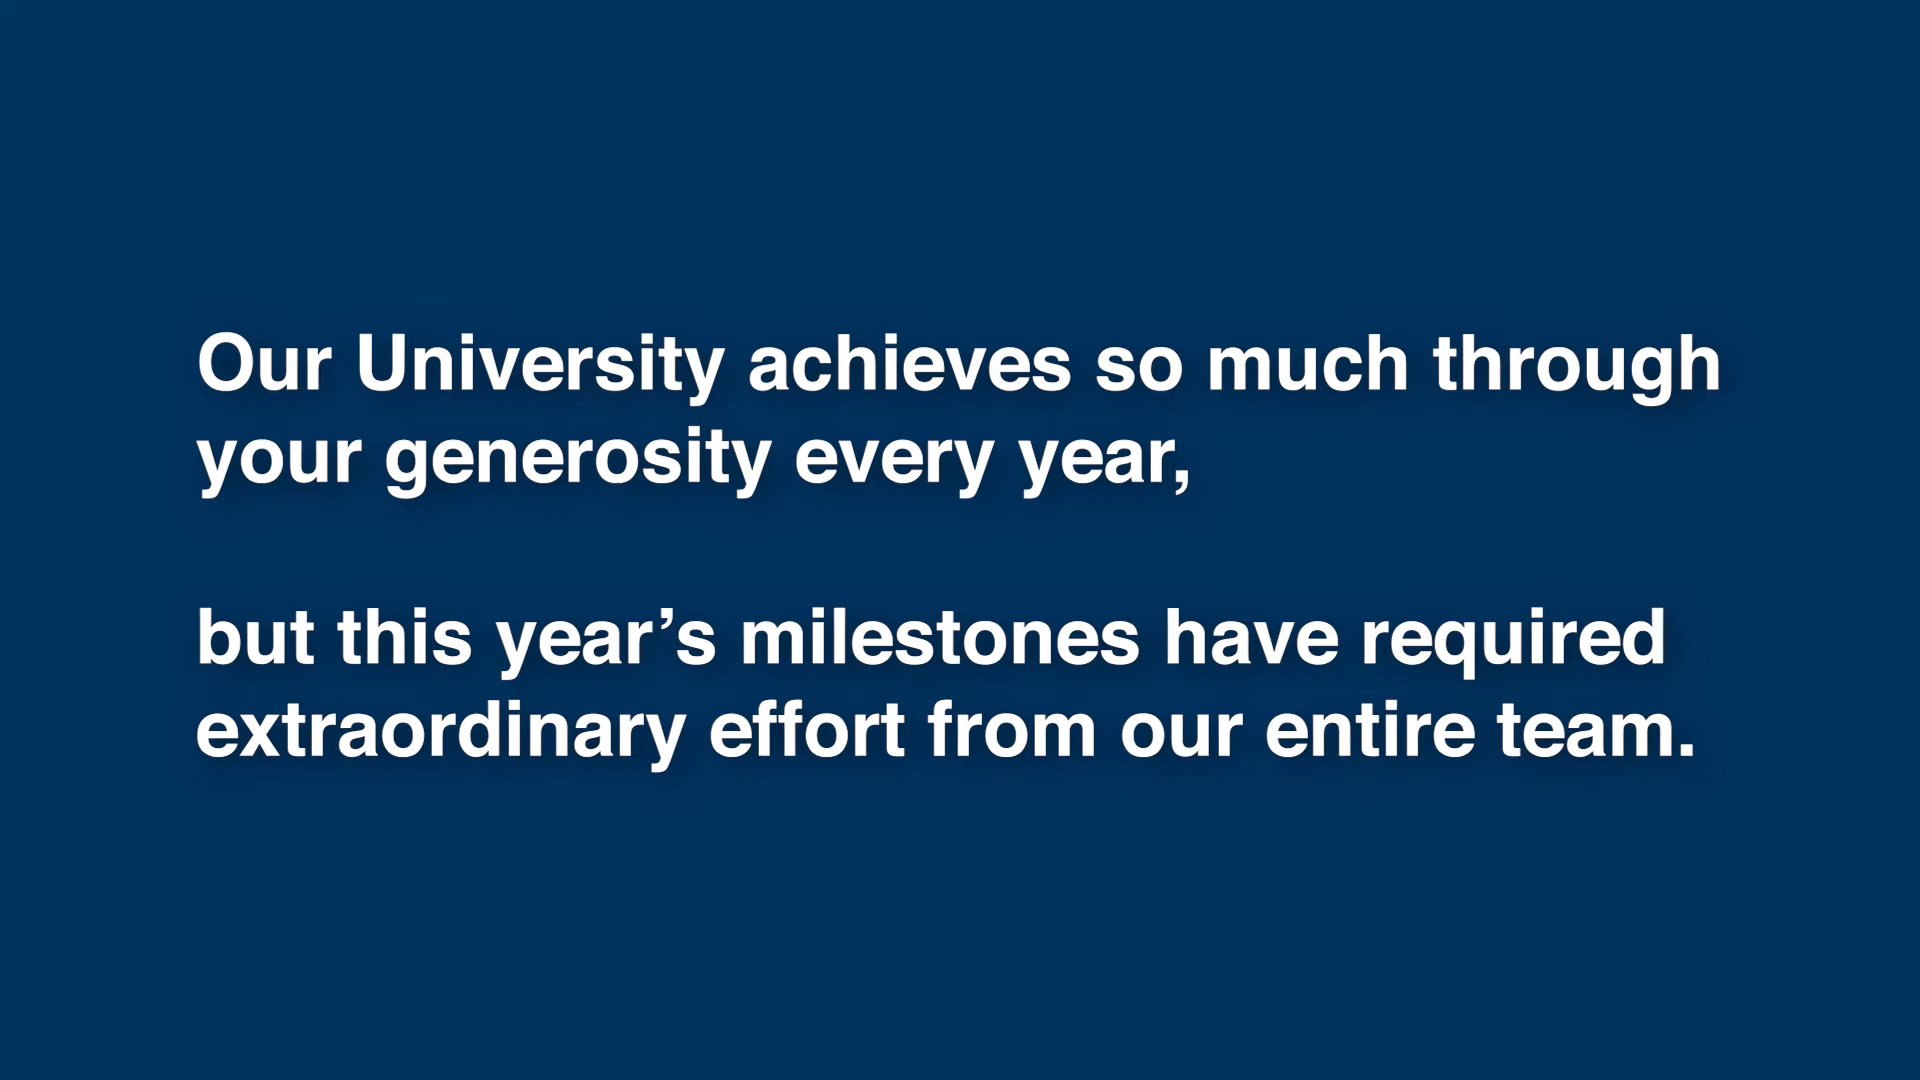 Our University achieves so much through
your generosity every year,
but this year’s milestones have required
extraordinary effort from our entire team.